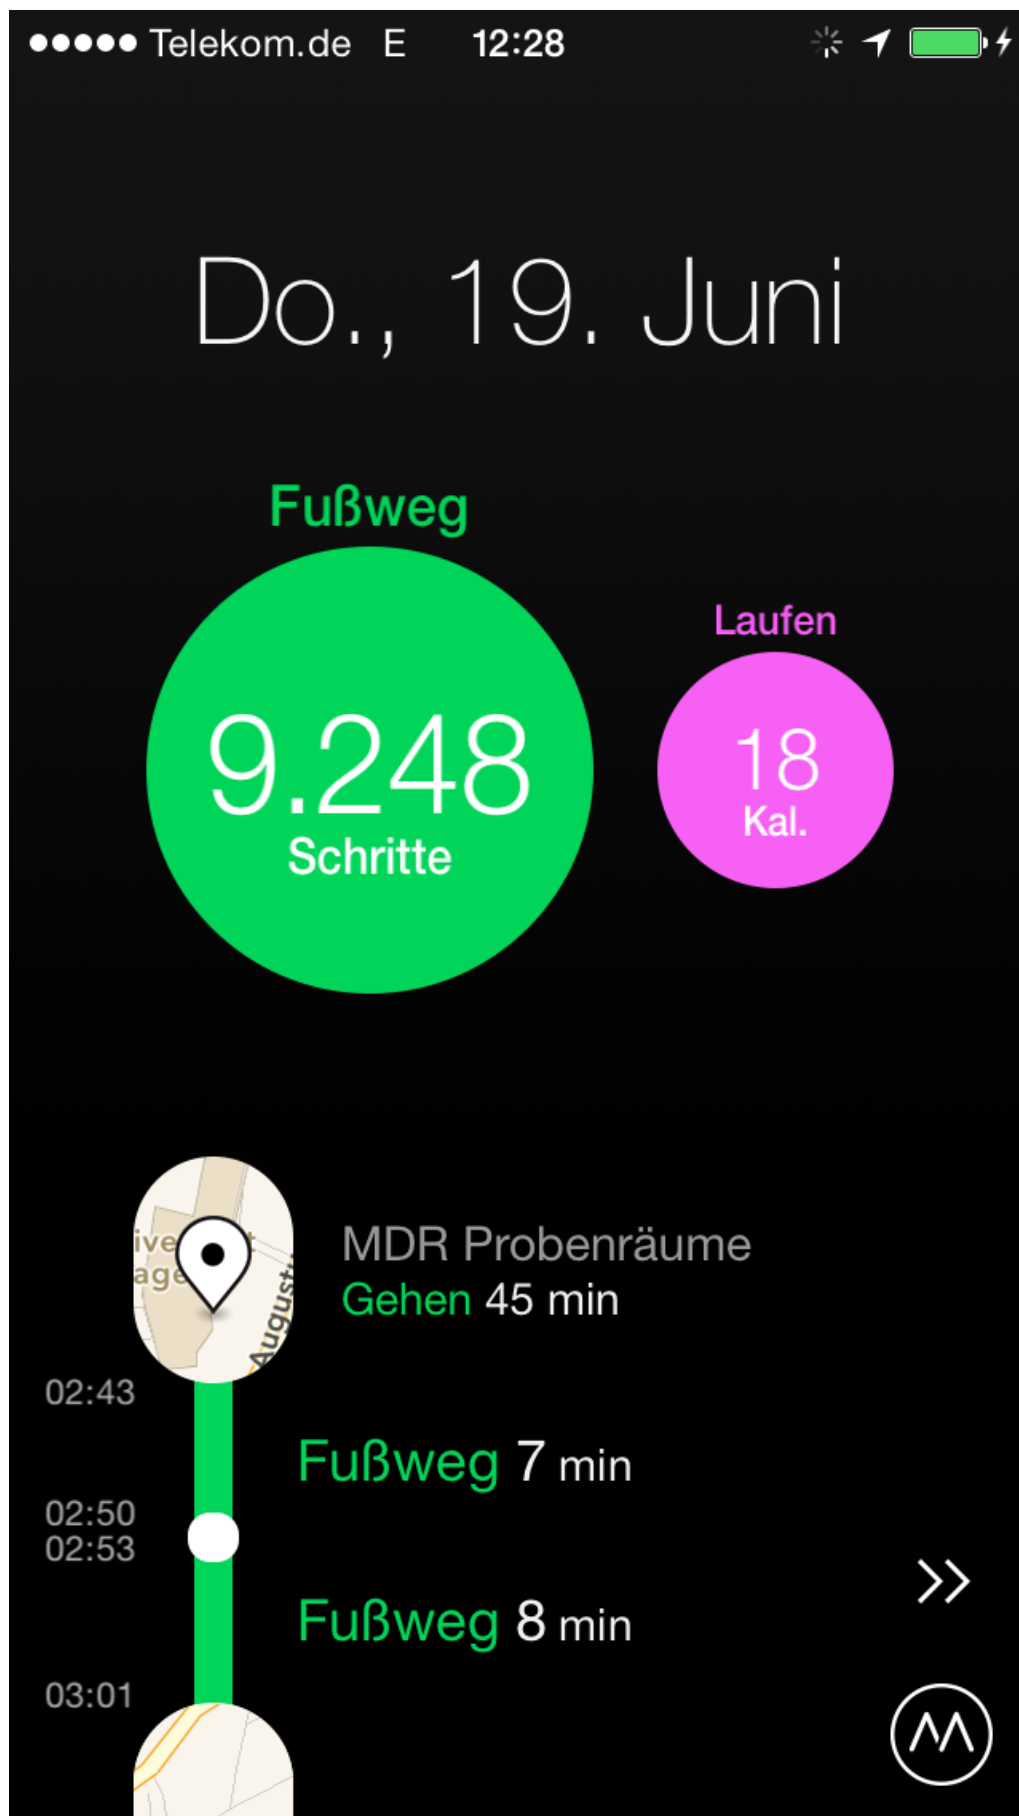 Telekom.de E 12:28
Do., 19. Juni
Fußweg
9.248
Schritte
Laufen
18
Kal.
MDR Probenräume
Gehen 45 min
02:43
Fußweg 7 min
02:50
02:53
Fußweg 8 min
03:01